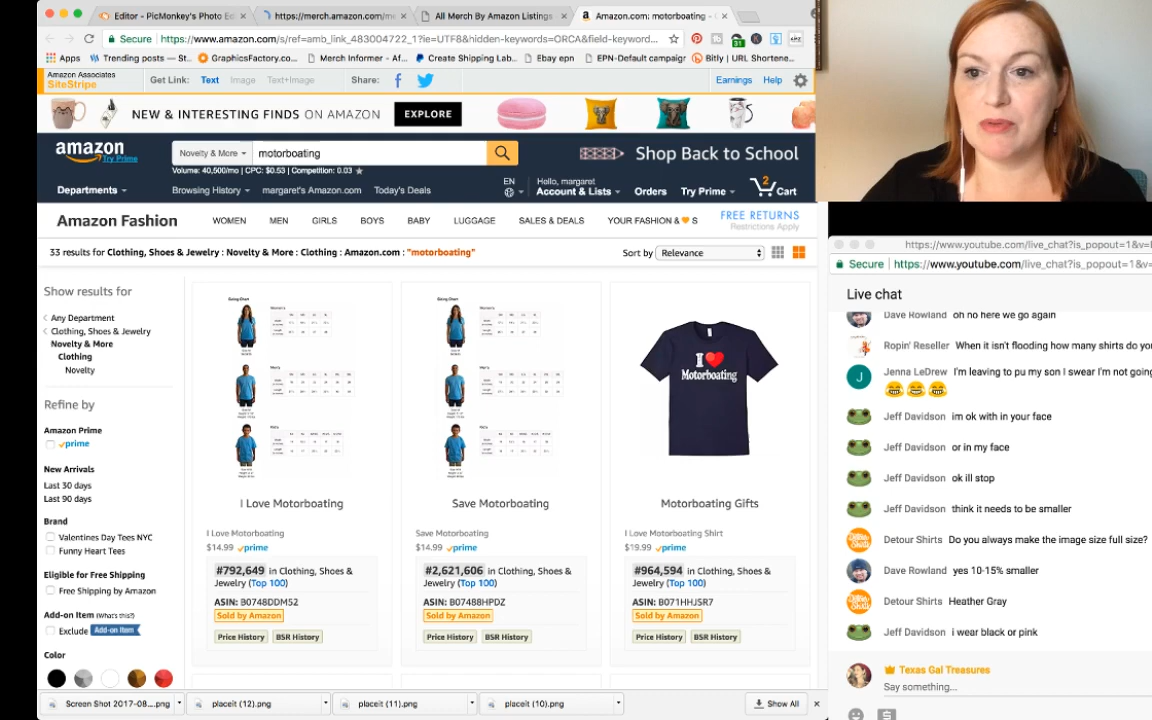 Editor - PicMonkey's Photo Ed
https://merch.amazon.com/me
All Merch By Amazon Listings
Amazon.com: motorboating -
Secure
https://www.amazon.com/s/ref=amb_link_483004722_1?ie=UTF8&hidden-keywords=ORCA&field-keyword...
Apps
Trending posts — St...
GraphicsFactory.co...
Merch Informer - Af...
Create Shipping Lab...
Ebay epn
EPN-Default campaign
Bitly | URL Shortene...
Amazon Associates
SiteStripe
Get Link: Text Image Text+Image
Share:
Earnings Help
NEW & INTERESTING FINDS ON AMAZON
EXPLORE
amazon
Try Prime
Novelty & More
motorboating
Volume: 40,500/mo | CPC: $0.53 | Competition: 0.03
Shop Back to School
Departments
Browsing History
margaret's Amazon.com
Today's Deals
EN
Hello, margaret
Account & Lists
Orders
Try Prime
2
Cart
Amazon Fashion
WOMEN MEN GIRLS BOYS BABY LUGGAGE SALES & DEALS YOUR FASHION & S
FREE RETURNS
Restrictions Apply
33 results for Clothing, Shoes & Jewelry : Novelty & More : Clothing : Amazon.com : "motorboating"
Sort by Relevance
Show results for
Any Department
Clothing, Shoes & Jewelry
Novelty & More
Clothing
Novelty
Refine by
Amazon Prime
prime
New Arrivals
Last 30 days
Last 90 days
Brand
Valentines Day Tees NYC
Funny Heart Tees
Eligible for Free Shipping
Free Shipping by Amazon
Add-on Item (What's this?)
Exclude Add-on Item
Color
I Love Motorboating
I Love Motorboating
$14.99 prime
#792,649 in Clothing, Shoes &
Jewelry (Top 100)
ASIN: B0748DDM52
Sold by Amazon
Price History BSR History
Save Motorboating
Save Motorboating
$14.99 prime
#2,621,606 in Clothing, Shoes &
Jewelry (Top 100)
ASIN: B07488HPDZ
Sold by Amazon
Price History BSR History
I
Motorboating
Motorboating Gifts
I Love Motorboating Shirt
$19.99 prime
#964,594 in Clothing, Shoes &
Jewelry (Top 100)
ASIN: B071HHJSR7
Sold by Amazon
Price History BSR History
Screen Shot 2017-08....png
placeit (12).png
placeit (11).png
placeit (10).png
Show All
https://www.youtube.com/live_chat?is_popout=1&v=
Secure
https://www.youtube.com/live_chat?is_popout=1&v=
Live chat
Dave Rowland oh no here we go again
Ropin' Reseller When it isn't flooding how many shirts do yo
Jenna LeDrew I'm leaving to pu my son I swear I'm not going
Jeff Davidson im ok with in your face
Jeff Davidson or in my face
Jeff Davidson ok ill stop
Jeff Davidson think it needs to be smaller
Detour Shirts Do you always make the image size full size?
Dave Rowland yes 10-15% smaller
Detour Shirts Heather Gray
Jeff Davidson i wear black or pink
Texas Gal Treasures
Say something...